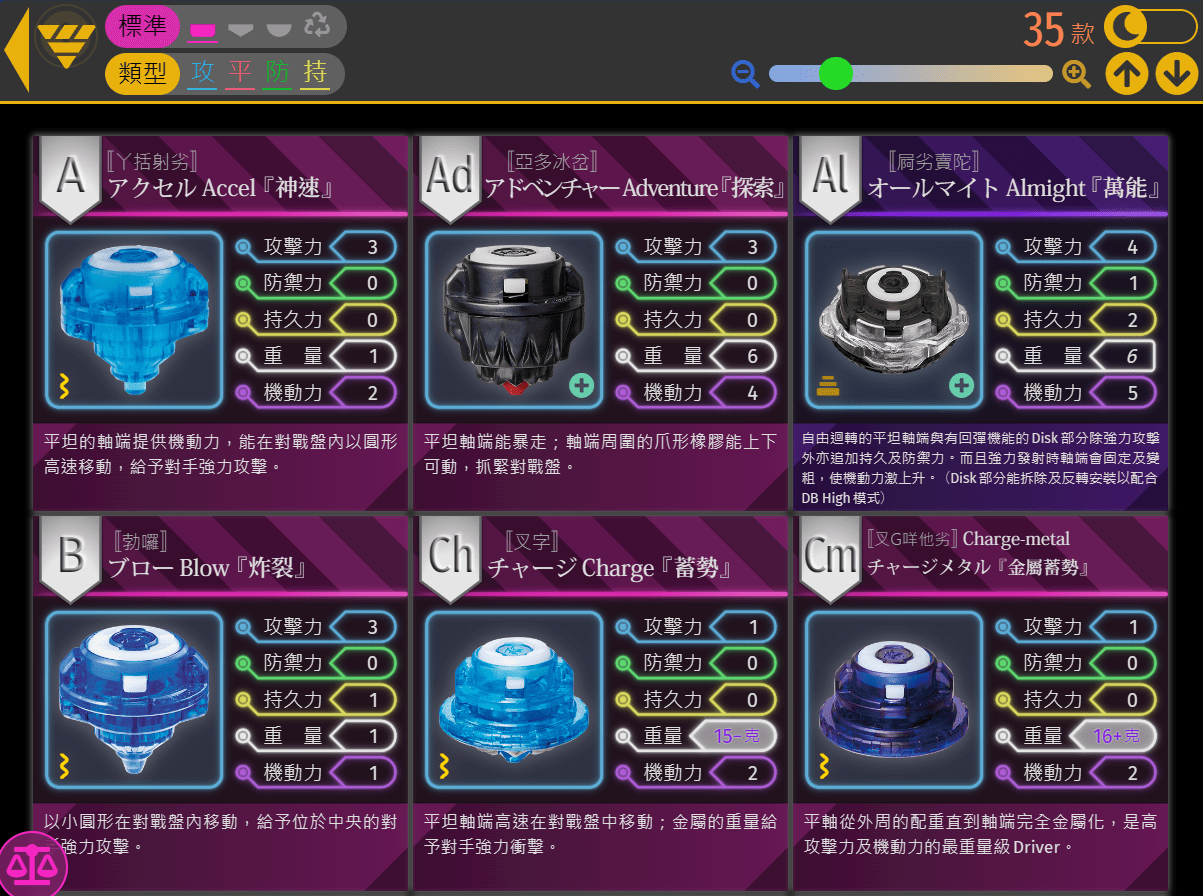 標準
類型 攻 平 防 持
35 款
A
〚丫括射劣〛
アクセル Accel『神速』
攻擊力 3
防禦力 0
持久力 0
重 量 1
機動力 2
平坦的軸端提供機動力，能在對戰盤內以圓形
高速移動，給予對手強力攻擊。
Ad
〚亞多冰岔〛
アドベンチャー Adventure『探索』
攻擊力 3
防禦力 0
持久力 0
重 量 6
機動力 4
平坦軸端能暴走；軸端周圍的爪形橡膠能上下
可動，抓緊對戰盤。
Al
〚屙劣賣陀〛
オールマイト Almight『萬能』
攻擊力 4
防禦力 1
持久力 2
重 量 6
機動力 5
自由迴轉的平坦軸端與有回彈機能的 Disk 部分除強力攻擊
外亦追加持久及防禦力。而且強力發射時軸端會固定及變
粗，使機動力激上升。（Disk 部分能拆除及反轉安裝以配合
DB High 模式）
B
〚勃囉〛
ブロー Blow『炸裂』
攻擊力 3
防禦力 0
持久力 1
重 量 1
機動力 1
以小圓形在對戰盤內移動，給予位於中央的對
強力攻擊。
Ch
〚叉字〛
チャージ Charge『蓄勢』
攻擊力 1
防禦力 0
持久力 0
重量 15−克
機動力 2
平坦軸端高速在對戰盤中移動；金屬的重量給
予對手強力衝擊。
Cm
〚叉G咩他劣〛 Charge-metal
チャージメタル『金屬蓄勢』
攻擊力 1
防禦力 0
持久力 0
重量 16+克
機動力 2
平軸從外周的配重直到軸端完全金屬化，是高
攻擊力及機動力的最重量級 Driver。